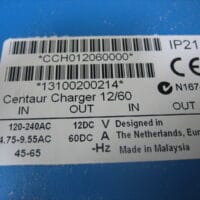 IP21
*CCH012060000*
*13100200214*
Centaur Charger 12/60
IN OUT
IN OUT
N167
120-240AC 12DC V
4.75-9.55AC 60DC A
45-65 -Hz
Designed in
The Netherlands, Eur
Made in Malaysia